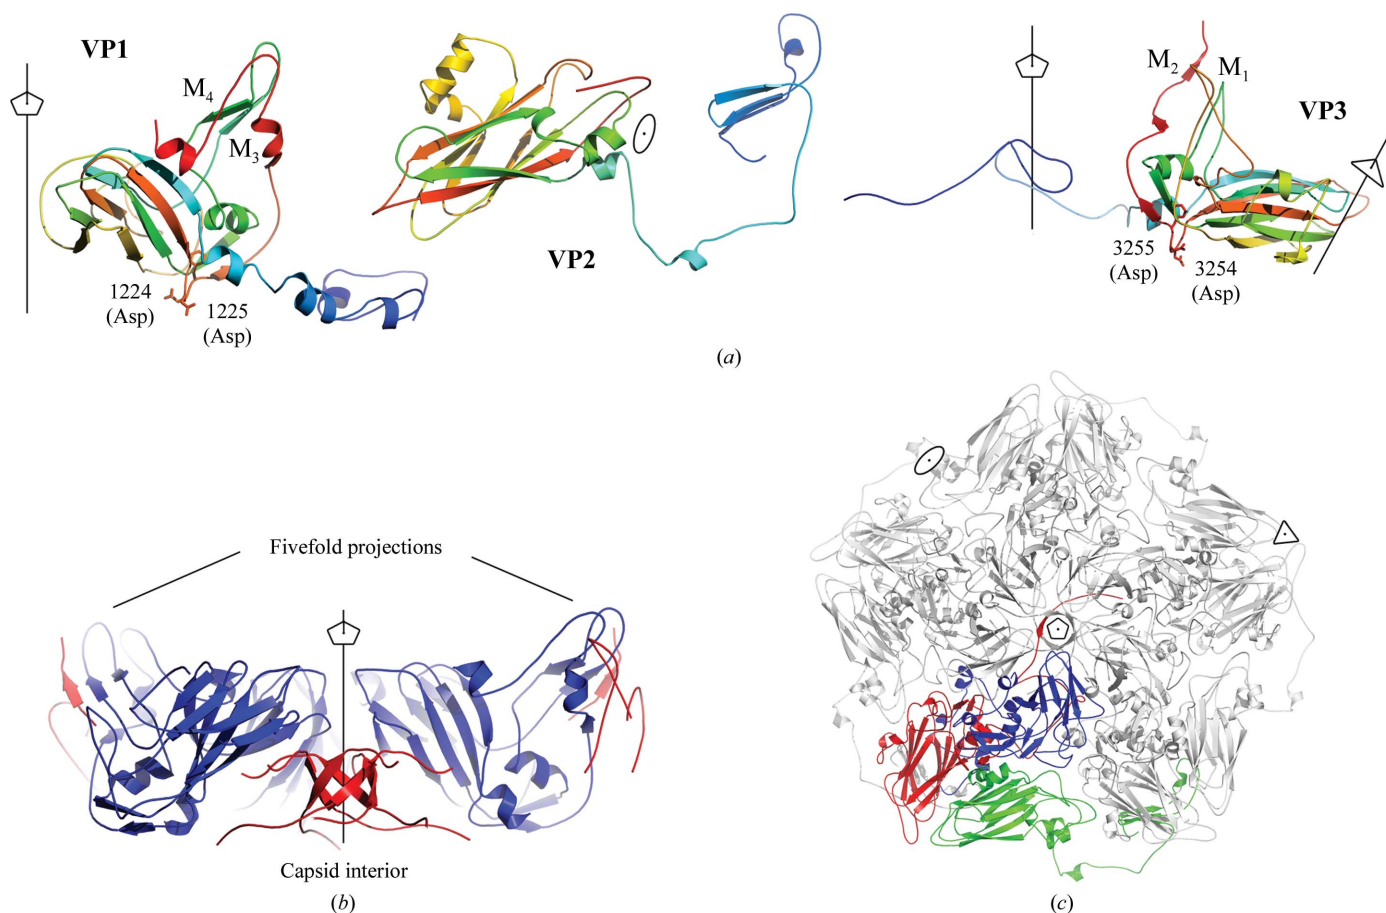 VP1
M4
M3
1224
(Asp)
1225
(Asp)
VP2
M2
M1
VP3
3255
(Asp)
3254
(Asp)
(a)
Fivefold projections
Capsid interior
(b)
(c)